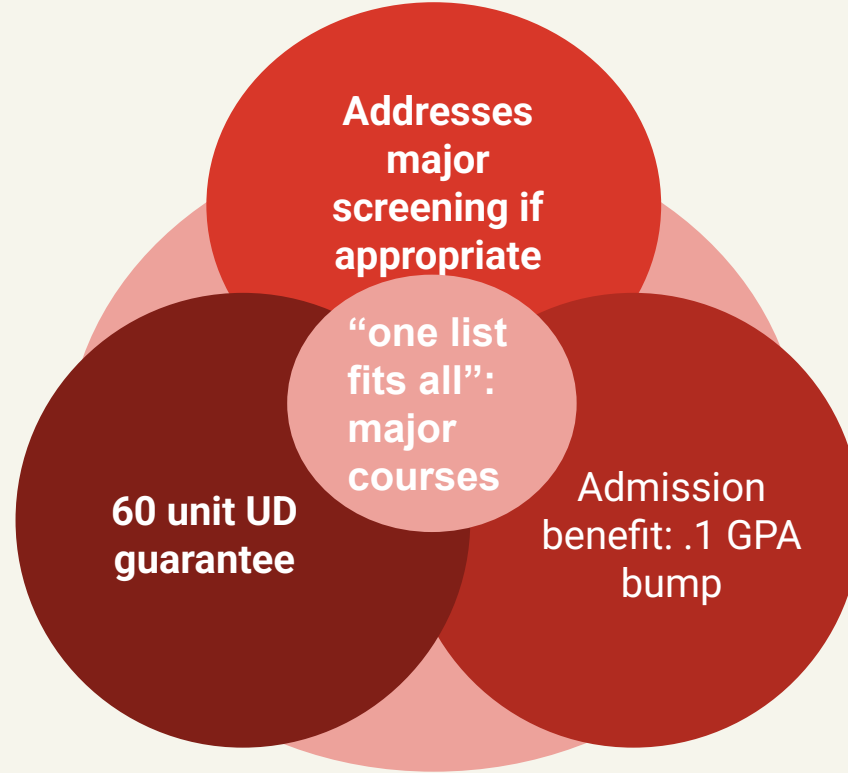 Addresses
major
screening if
appropriate
“one list
fits all”:
major
courses
60 unit UD
guarantee
Admission
benefit: .1 GPA
bump